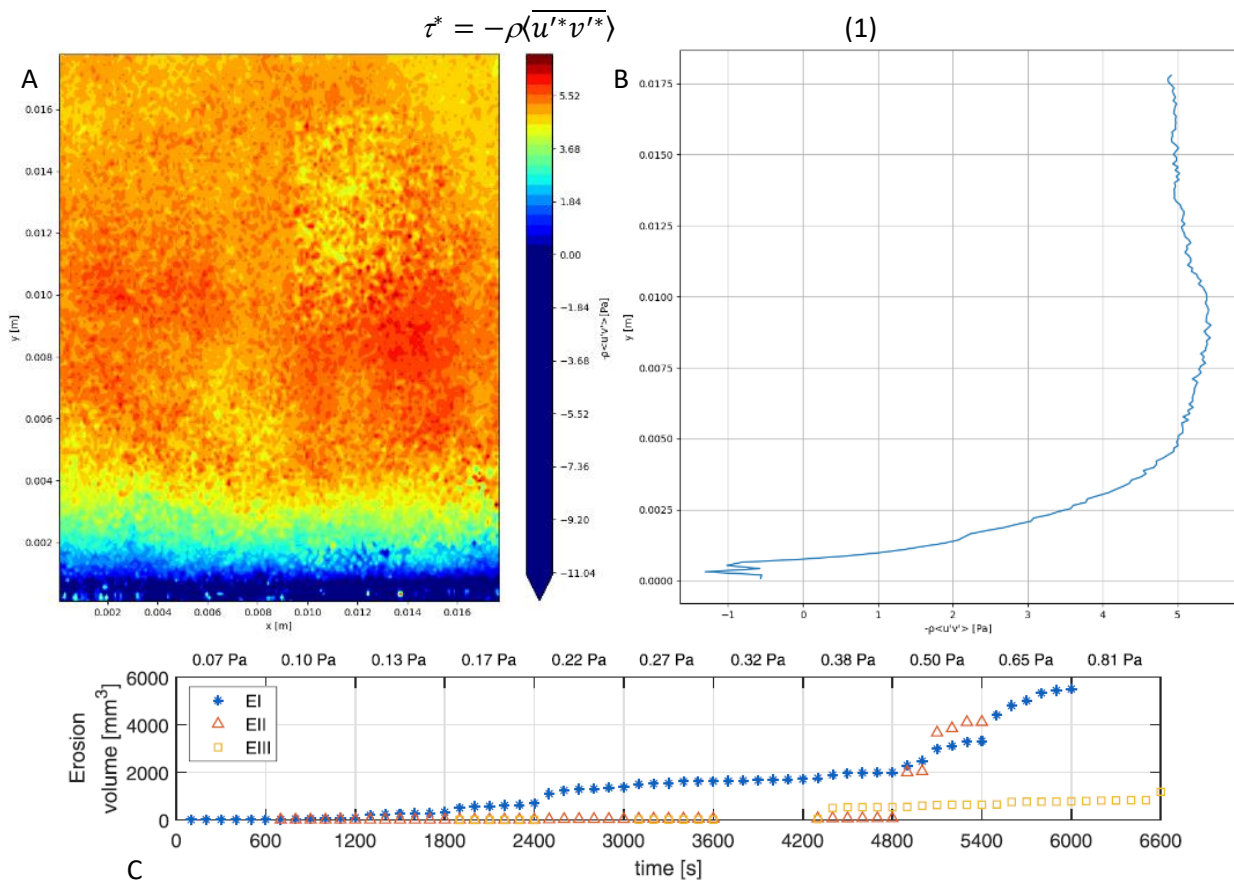 τ* = −ρ⟨u′*v′*⟩ (1)
A
0.016
0.014
0.012
0.010
0.008
0.006
0.004
0.002
y [m]
0.002 0.004 0.006 0.008 0.010 0.012 0.014 0.016
x [m]
5.52
3.68
1.84
0.00
−1.84
−3.68
−5.52
−7.36
−9.20
−11.04
-ρ<u'v'> [Pa]
B
0.0175
0.0150
0.0125
0.0100
0.0075
0.0050
0.0025
0.0000
y [m]
−1 0 1 2 3 4 5
-ρ<u'v'> [Pa]
0.07 Pa 0.10 Pa 0.13 Pa 0.17 Pa 0.22 Pa 0.27 Pa 0.32 Pa 0.38 Pa 0.50 Pa 0.65 Pa 0.81 Pa
6000
4000
2000
0
Erosion
volume [mm³]
EI
EII
EIII
0 600 1200 1800 2400 3000 3600 4200 4800 5400 6000 6600
time [s]
C